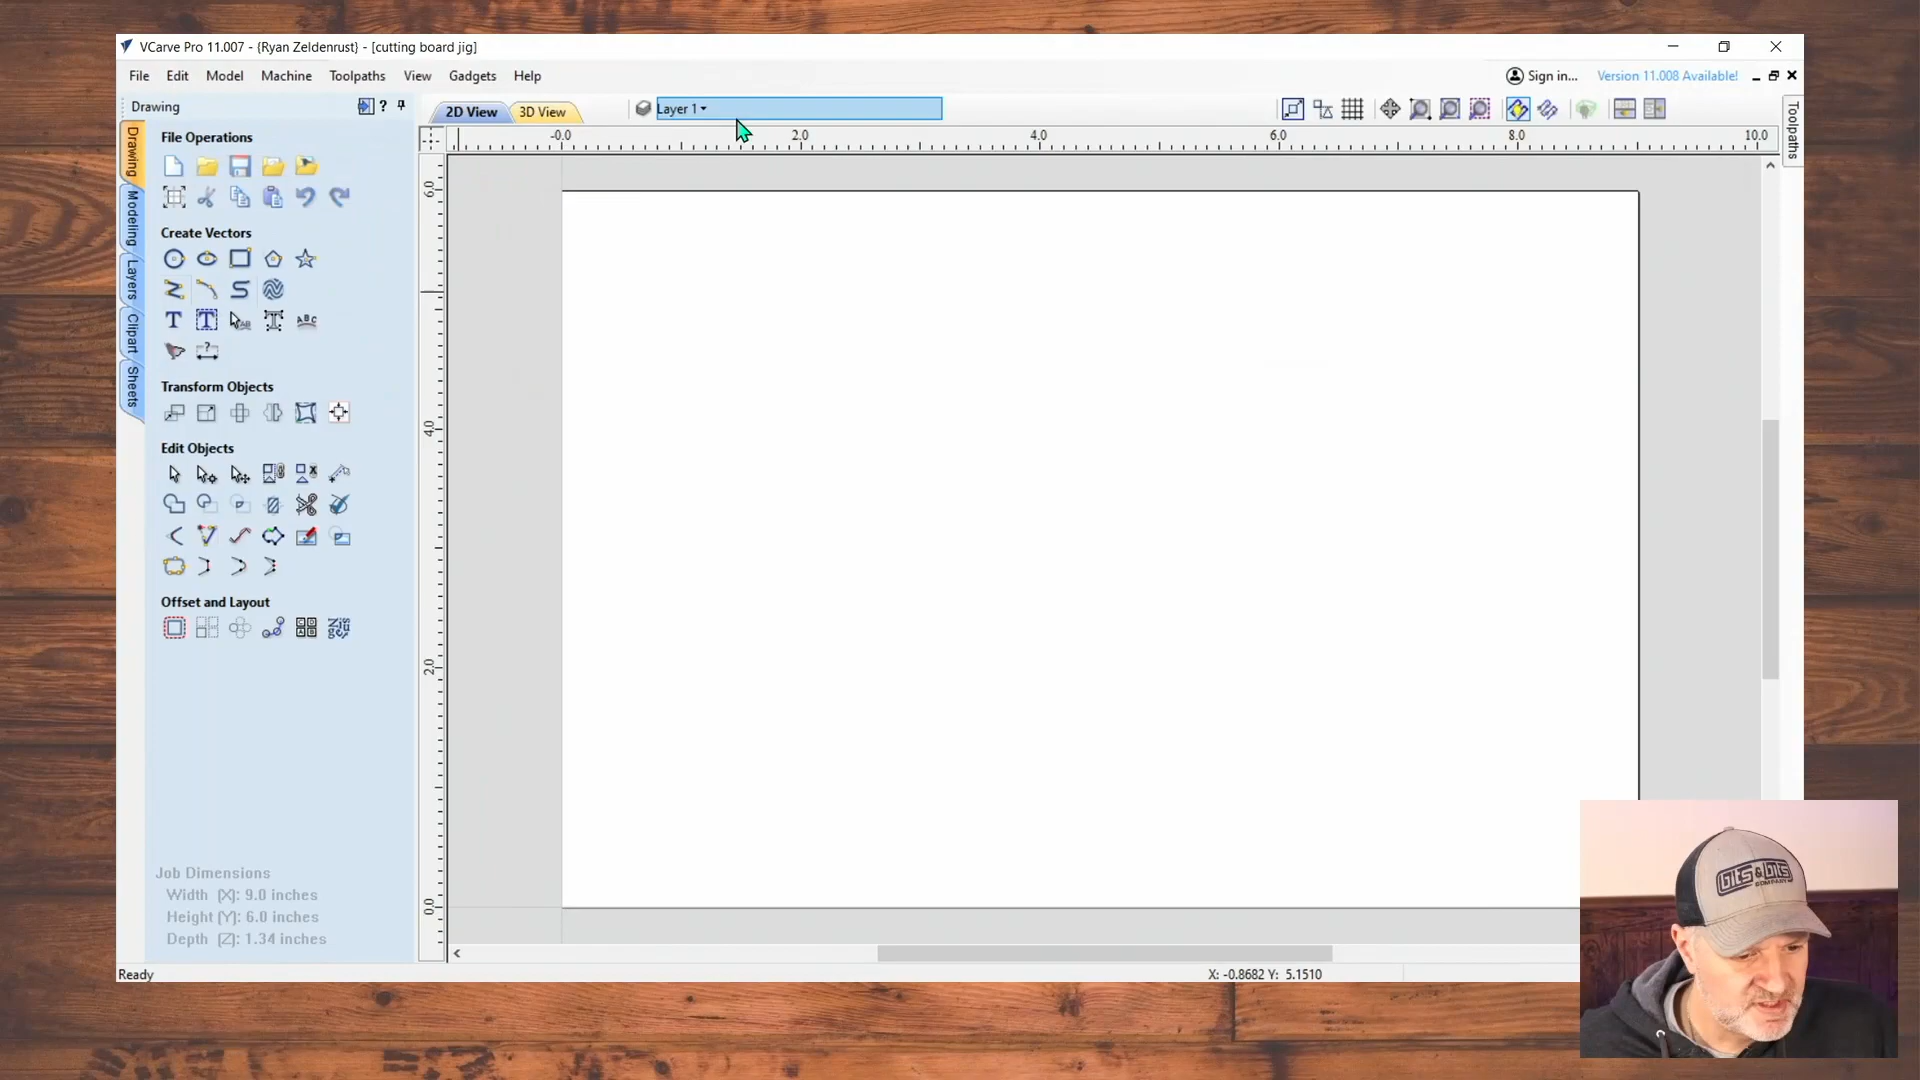 VCarve Pro 11.007 - {Ryan Zeldenrust} - [cutting board jig]
File Edit Model Machine Toolpaths View Gadgets Help
Sign in... Version 11.008 Available!
Drawing ?
2D View 3D View Layer 1
-0.0 2.0 4.0 6.0 8.0 10.0
6.0
4.0
2.0
0.0
Drawing
Modeling
Layers
Clipart
Sheets
Toolpaths
File Operations
Create Vectors
Transform Objects
Edit Objects
Offset and Layout
Job Dimensions
Width (X): 9.0 inches
Height (Y): 6.0 inches
Depth (Z): 1.34 inches
Ready
X: -0.8682 Y: 5.1510
BITS & BITS
COMPANY